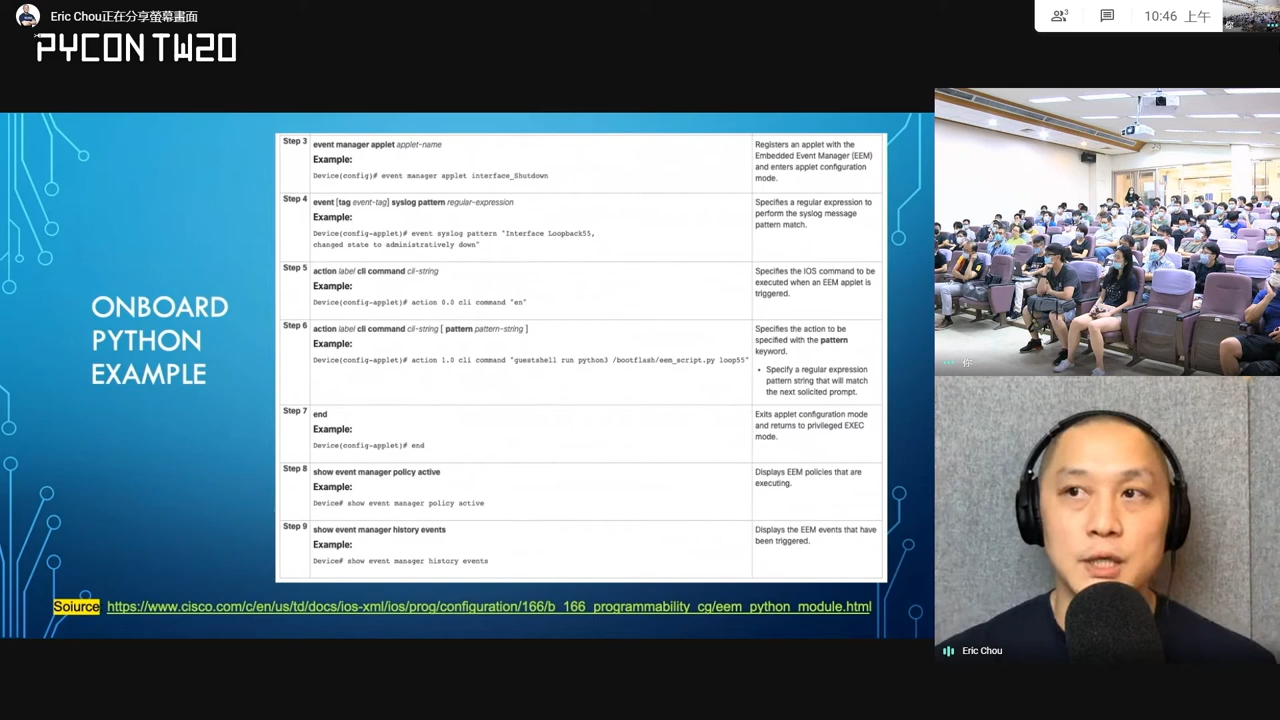 Eric Chou正在分享螢幕畫面
3
10:46 上午
你
PYCON TW20
ONBOARD
PYTHON
EXAMPLE
Step 3
event manager applet applet-name
Example:
Device(config)# event manager applet interface_Shutdown
Registers an applet with the
Embedded Event Manager (EEM)
and enters applet configuration
mode.
Step 4
event [tag event-tag] syslog pattern regular-expression
Example:
Device(config-applet)# event syslog pattern "Interface Loopback55,
changed state to administratively down"
Specifies a regular expression to
perform the syslog message
pattern match.
Step 5
action label cli command cli-string
Example:
Device(config-applet)# action 0.0 cli command "en"
Specifies the IOS command to be
executed when an EEM applet is
triggered.
Step 6
action label cli command cli-string [ pattern pattern-string ]
Example:
Device(config-applet)# action 1.0 cli command "guestshell run python3 /bootflash/eem_script.py loop55"
Specifies the action to be
specified with the pattern
keyword.
• Specify a regular expression
pattern string that will match
the next solicited prompt.
Step 7
end
Example:
Device(config-applet)# end
Exits applet configuration mode
and returns to privileged EXEC
mode.
Step 8
show event manager policy active
Example:
Device# show event manager policy active
Displays EEM policies that are
executing.
Step 9
show event manager history events
Example:
Device# show event manager history events
Displays the EEM events that have
been triggered.
Soiurce https://www.cisco.com/c/en/us/td/docs/ios-xml/ios/prog/configuration/166/b_166_programmability_cg/eem_python_module.html
你
Eric Chou